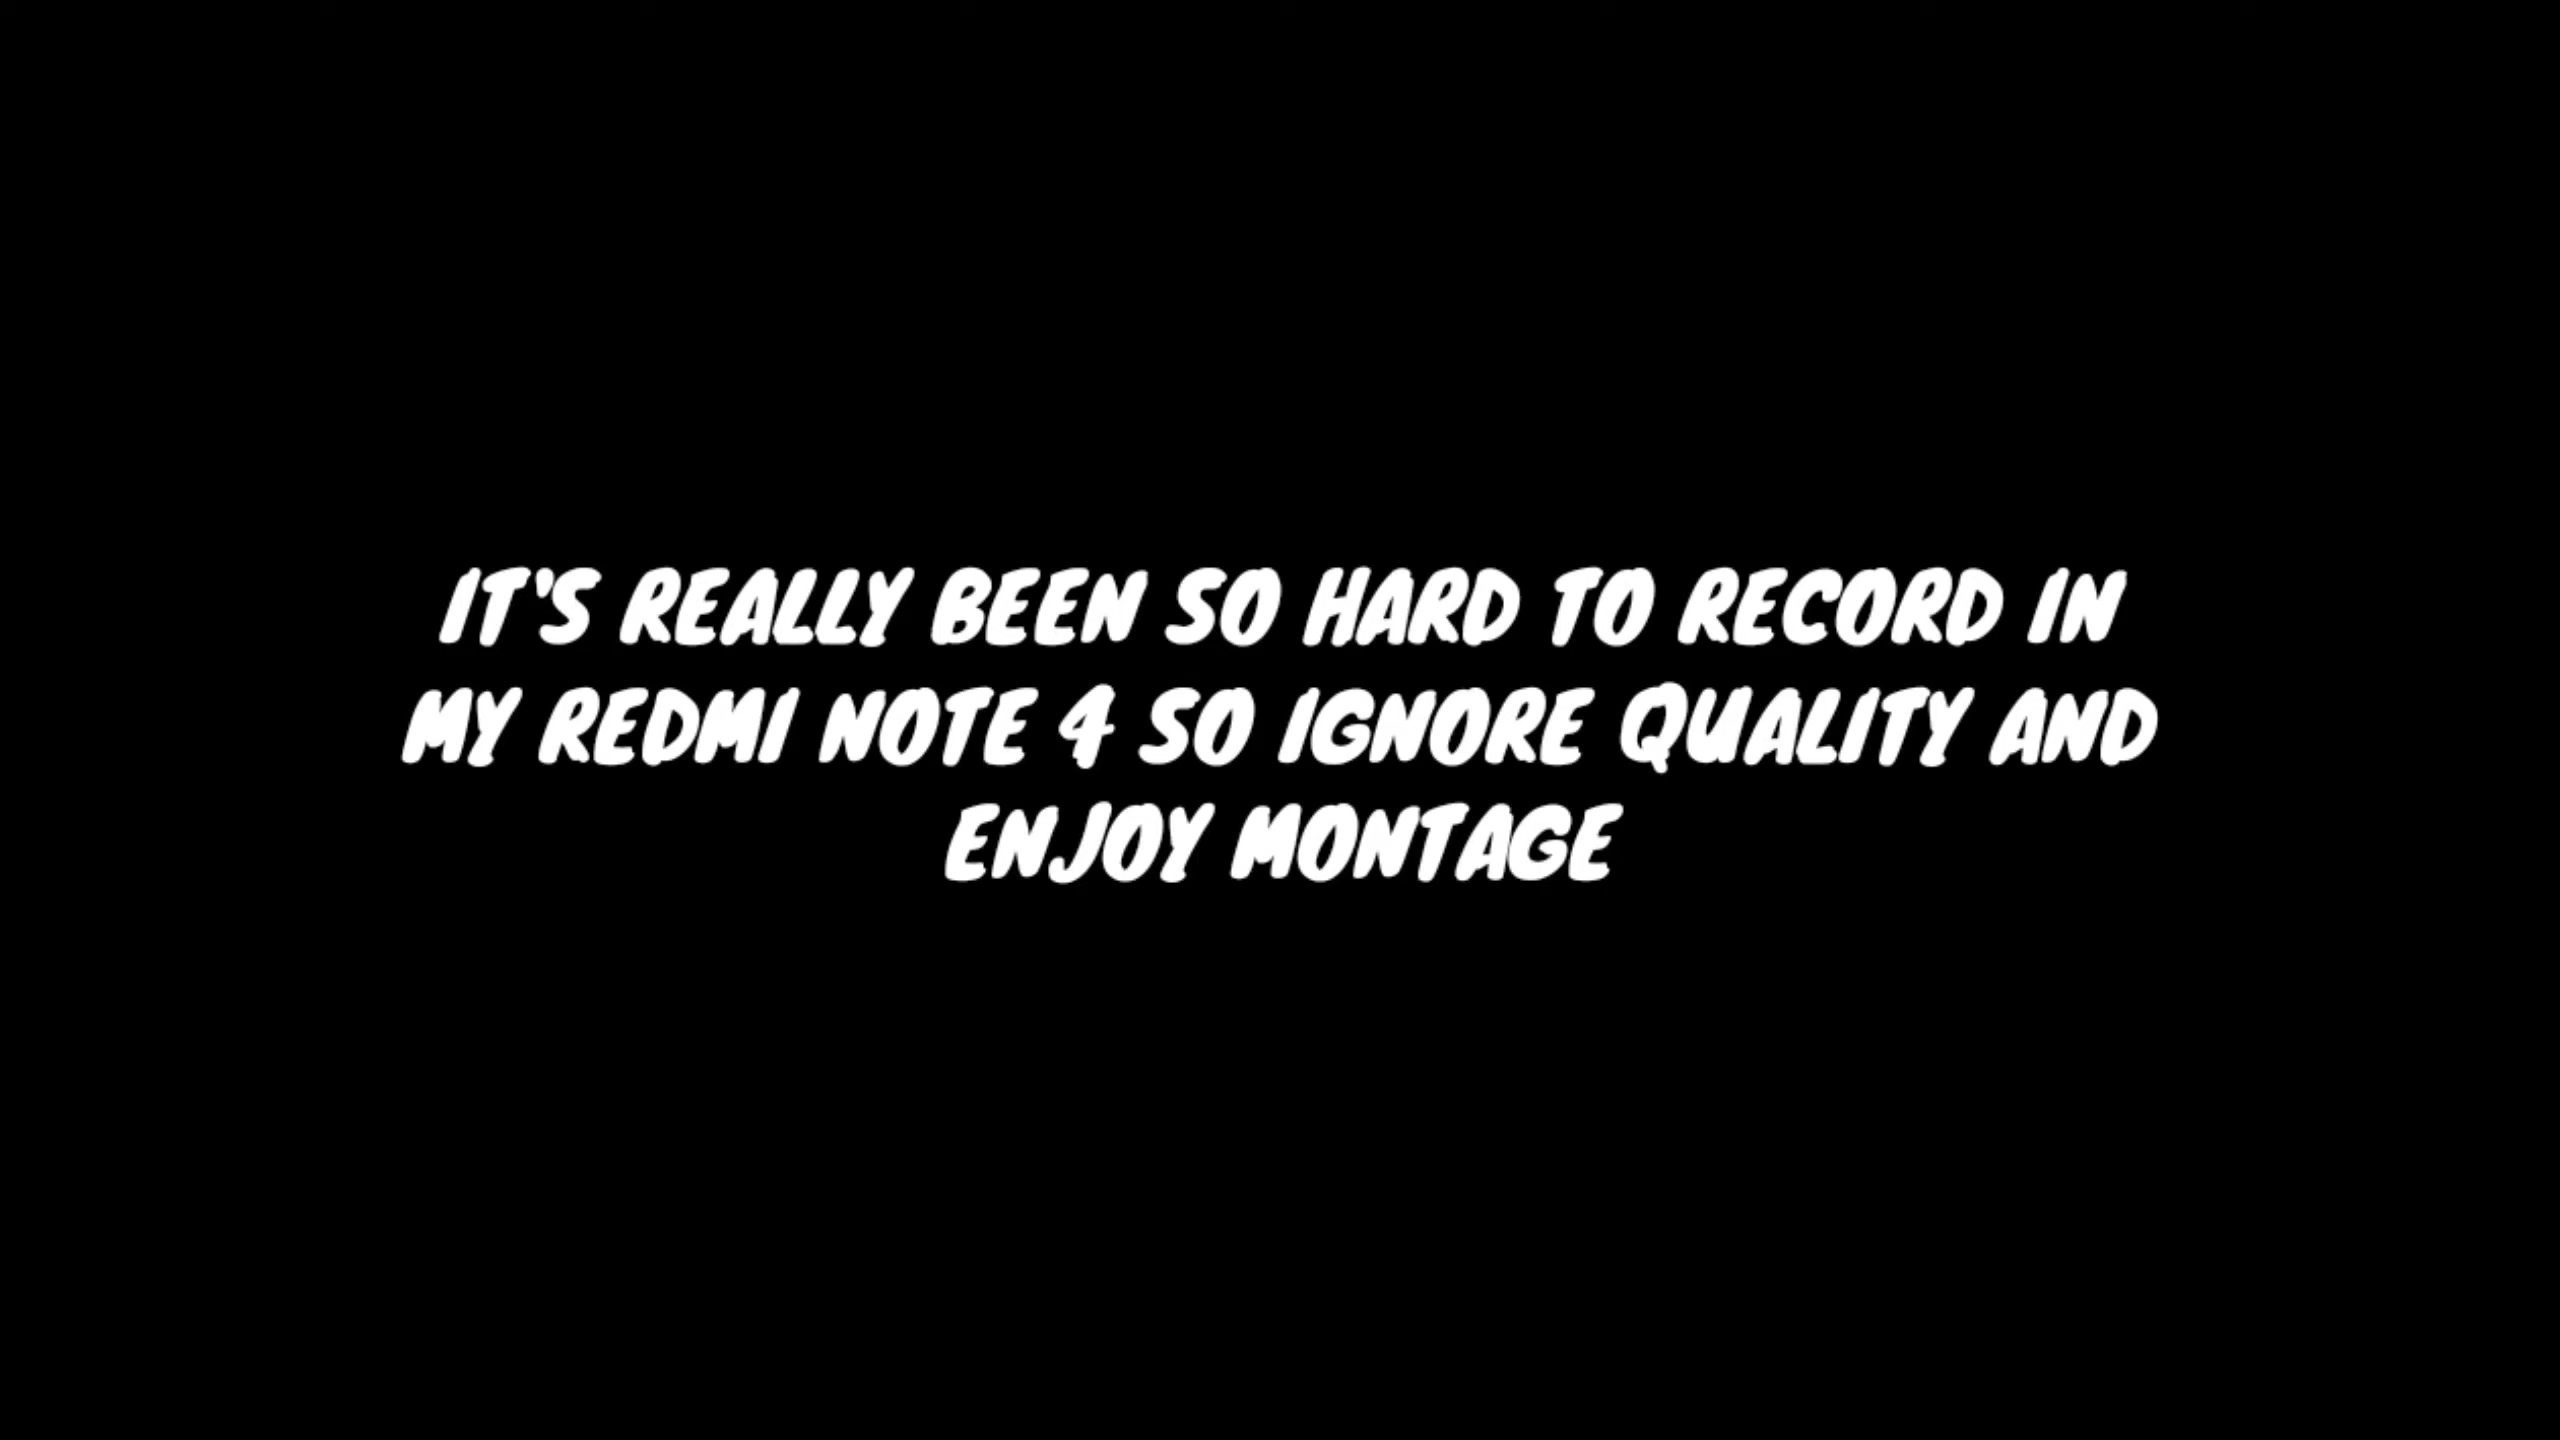 IT'S REALLY BEEN SO HARD TO RECORD IN
MY REDMI NOTE 4 SO IGNORE QUALITY AND
ENJOY MONTAGE